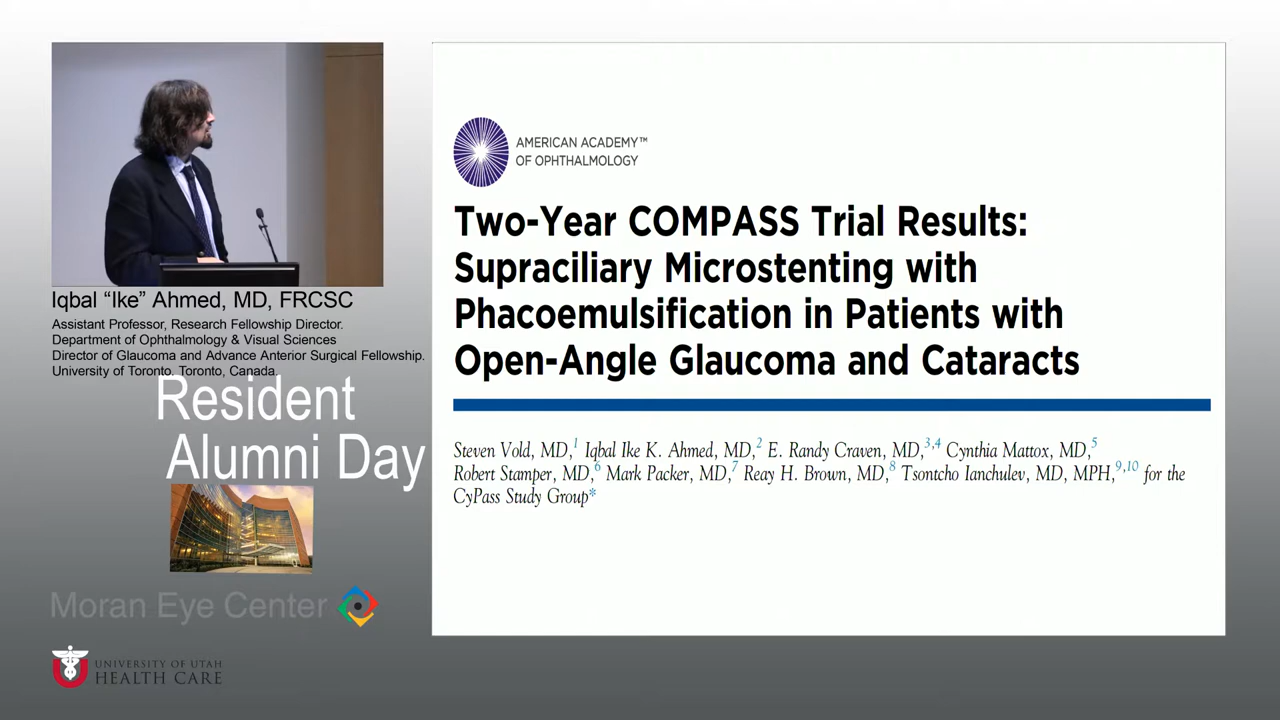 Iqbal “Ike” Ahmed, MD, FRCSC
Assistant Professor, Research Fellowship Director.
Department of Ophthalmology & Visual Sciences
Director of Glaucoma and Advance Anterior Surgical Fellowship.
University of Toronto, Toronto, Canada.
Resident
Alumni Day
Moran Eye Center
UNIVERSITY OF UTAH
HEALTH CARE
AMERICAN ACADEMY™
OF OPHTHALMOLOGY
Two-Year COMPASS Trial Results:
Supraciliary Microstenting with
Phacoemulsification in Patients with
Open-Angle Glaucoma and Cataracts
Steven Vold, MD,1 Iqbal Ike K. Ahmed, MD,2 E. Randy Craven, MD,3,4 Cynthia Mattox, MD,5
Robert Stamper, MD,6 Mark Packer, MD,7 Reay H. Brown, MD,8 Tsontcho Ianchulev, MD, MPH,9,10 for the
CyPass Study Group*